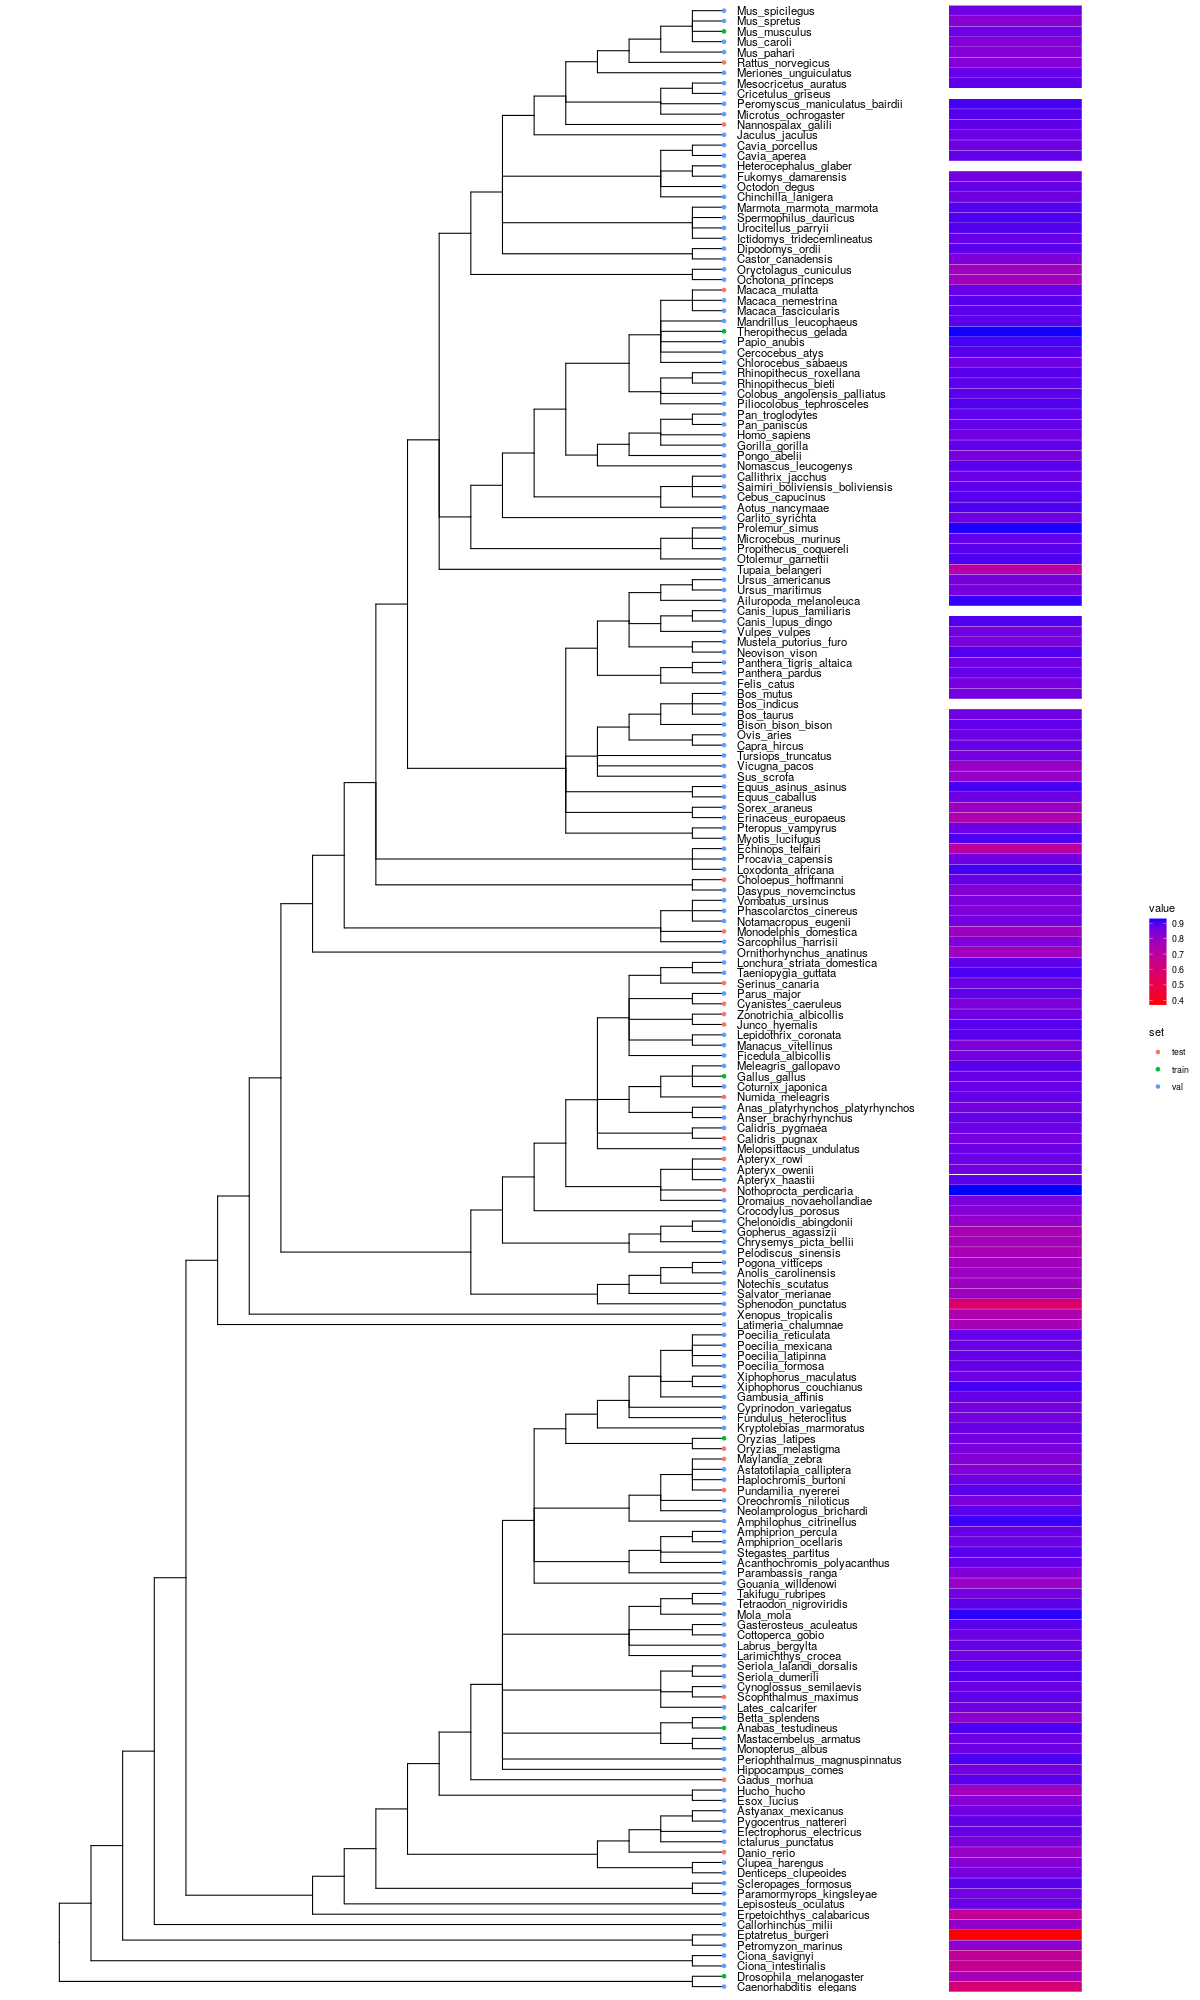 Mus_spicilegus
Mus_spretus
Mus_musculus
Mus_caroli
Mus_pahari
Rattus_norvegicus
Meriones_unguiculatus
Mesocricetus_auratus
Cricetulus_griseus
Peromyscus_maniculatus_bairdii
Microtus_ochrogaster
Nannospalax_galili
Jaculus_jaculus
Cavia_porcellus
Cavia_aperea
Heterocephalus_glaber
Fukomys_damarensis
Octodon_degus
Chinchilla_lanigera
Marmota_marmota_marmota
Spermophilus_dauricus
Urocitellus_parryii
Ictidomys_tridecemlineatus
Dipodomys_ordii
Castor_canadensis
Oryctolagus_cuniculus
Ochotona_princeps
Macaca_mulatta
Macaca_nemestrina
Macaca_fascicularis
Mandrillus_leucophaeus
Theropithecus_gelada
Papio_anubis
Cercocebus_atys
Chlorocebus_sabaeus
Rhinopithecus_roxellana
Rhinopithecus_bieti
Colobus_angolensis_palliatus
Piliocolobus_tephrosceles
Pan_troglodytes
Pan_paniscus
Homo_sapiens
Gorilla_gorilla
Pongo_abelii
Nomascus_leucogenys
Callithrix_jacchus
Saimiri_boliviensis_boliviensis
Cebus_capucinus
Aotus_nancymaae
Carlito_syrichta
Prolemur_simus
Microcebus_murinus
Propithecus_coquereli
Otolemur_garnettii
Tupaia_belangeri
Ursus_americanus
Ursus_maritimus
Ailuropoda_melanoleuca
Canis_lupus_familiaris
Canis_lupus_dingo
Vulpes_vulpes
Mustela_putorius_furo
Neovison_vison
Panthera_tigris_altaica
Panthera_pardus
Felis_catus
Bos_mutus
Bos_indicus
Bos_taurus
Bison_bison_bison
Ovis_aries
Capra_hircus
Tursiops_truncatus
Vicugna_pacos
Sus_scrofa
Equus_asinus_asinus
Equus_caballus
Sorex_araneus
Erinaceus_europaeus
Pteropus_vampyrus
Myotis_lucifugus
Echinops_telfairi
Procavia_capensis
Loxodonta_africana
Choloepus_hoffmanni
Dasypus_novemcinctus
Vombatus_ursinus
Phascolarctos_cinereus
Notamacropus_eugenii
Monodelphis_domestica
Sarcophilus_harrisii
Ornithorhynchus_anatinus
Lonchura_striata_domestica
Taeniopygia_guttata
Serinus_canaria
Parus_major
Cyanistes_caeruleus
Zonotrichia_albicollis
Junco_hyemalis
Lepidothrix_coronata
Manacus_vitellinus
Ficedula_albicollis
Meleagris_gallopavo
Gallus_gallus
Coturnix_japonica
Numida_meleagris
Anas_platyrhynchos_platyrhynchos
Anser_brachyrhynchus
Calidris_pygmaea
Calidris_pugnax
Melopsittacus_undulatus
Apteryx_rowi
Apteryx_owenii
Apteryx_haastii
Nothoprocta_perdicaria
Dromaius_novaehollandiae
Crocodylus_porosus
Chelonoidis_abingdonii
Gopherus_agassizii
Chrysemys_picta_bellii
Pelodiscus_sinensis
Pogona_vitticeps
Anolis_carolinensis
Notechis_scutatus
Salvator_merianae
Sphenodon_punctatus
Xenopus_tropicalis
Latimeria_chalumnae
Poecilia_reticulata
Poecilia_mexicana
Poecilia_latipinna
Poecilia_formosa
Xiphophorus_maculatus
Xiphophorus_couchianus
Gambusia_affinis
Cyprinodon_variegatus
Fundulus_heteroclitus
Kryptolebias_marmoratus
Oryzias_latipes
Oryzias_melastigma
Maylandia_zebra
Astatotilapia_calliptera
Haplochromis_burtoni
Pundamilia_nyererei
Oreochromis_niloticus
Neolamprologus_brichardi
Amphilophus_citrinellus
Amphiprion_percula
Amphiprion_ocellaris
Stegastes_partitus
Acanthochromis_polyacanthus
Parambassis_ranga
Gouania_willdenowi
Takifugu_rubripes
Tetraodon_nigroviridis
Mola_mola
Gasterosteus_aculeatus
Cottoperca_gobio
Labrus_bergylta
Larimichthys_crocea
Seriola_lalandi_dorsalis
Seriola_dumerili
Cynoglossus_semilaevis
Scophthalmus_maximus
Lates_calcarifer
Betta_splendens
Anabas_testudineus
Mastacembelus_armatus
Monopterus_albus
Periophthalmus_magnuspinnatus
Hippocampus_comes
Gadus_morhua
Hucho_hucho
Esox_lucius
Astyanax_mexicanus
Pygocentrus_nattereri
Electrophorus_electricus
Ictalurus_punctatus
Danio_rerio
Clupea_harengus
Denticeps_clupeoides
Scleropages_formosus
Paramormyrops_kingsleyae
Lepisosteus_oculatus
Erpetoichthys_calabaricus
Callorhinchus_milii
Eptatretus_burgeri
Petromyzon_marinus
Ciona_savignyi
Ciona_intestinalis
Drosophila_melanogaster
Caenorhabditis_elegans
value
0.9
0.8
0.7
0.6
0.5
0.4
set
test
train
val